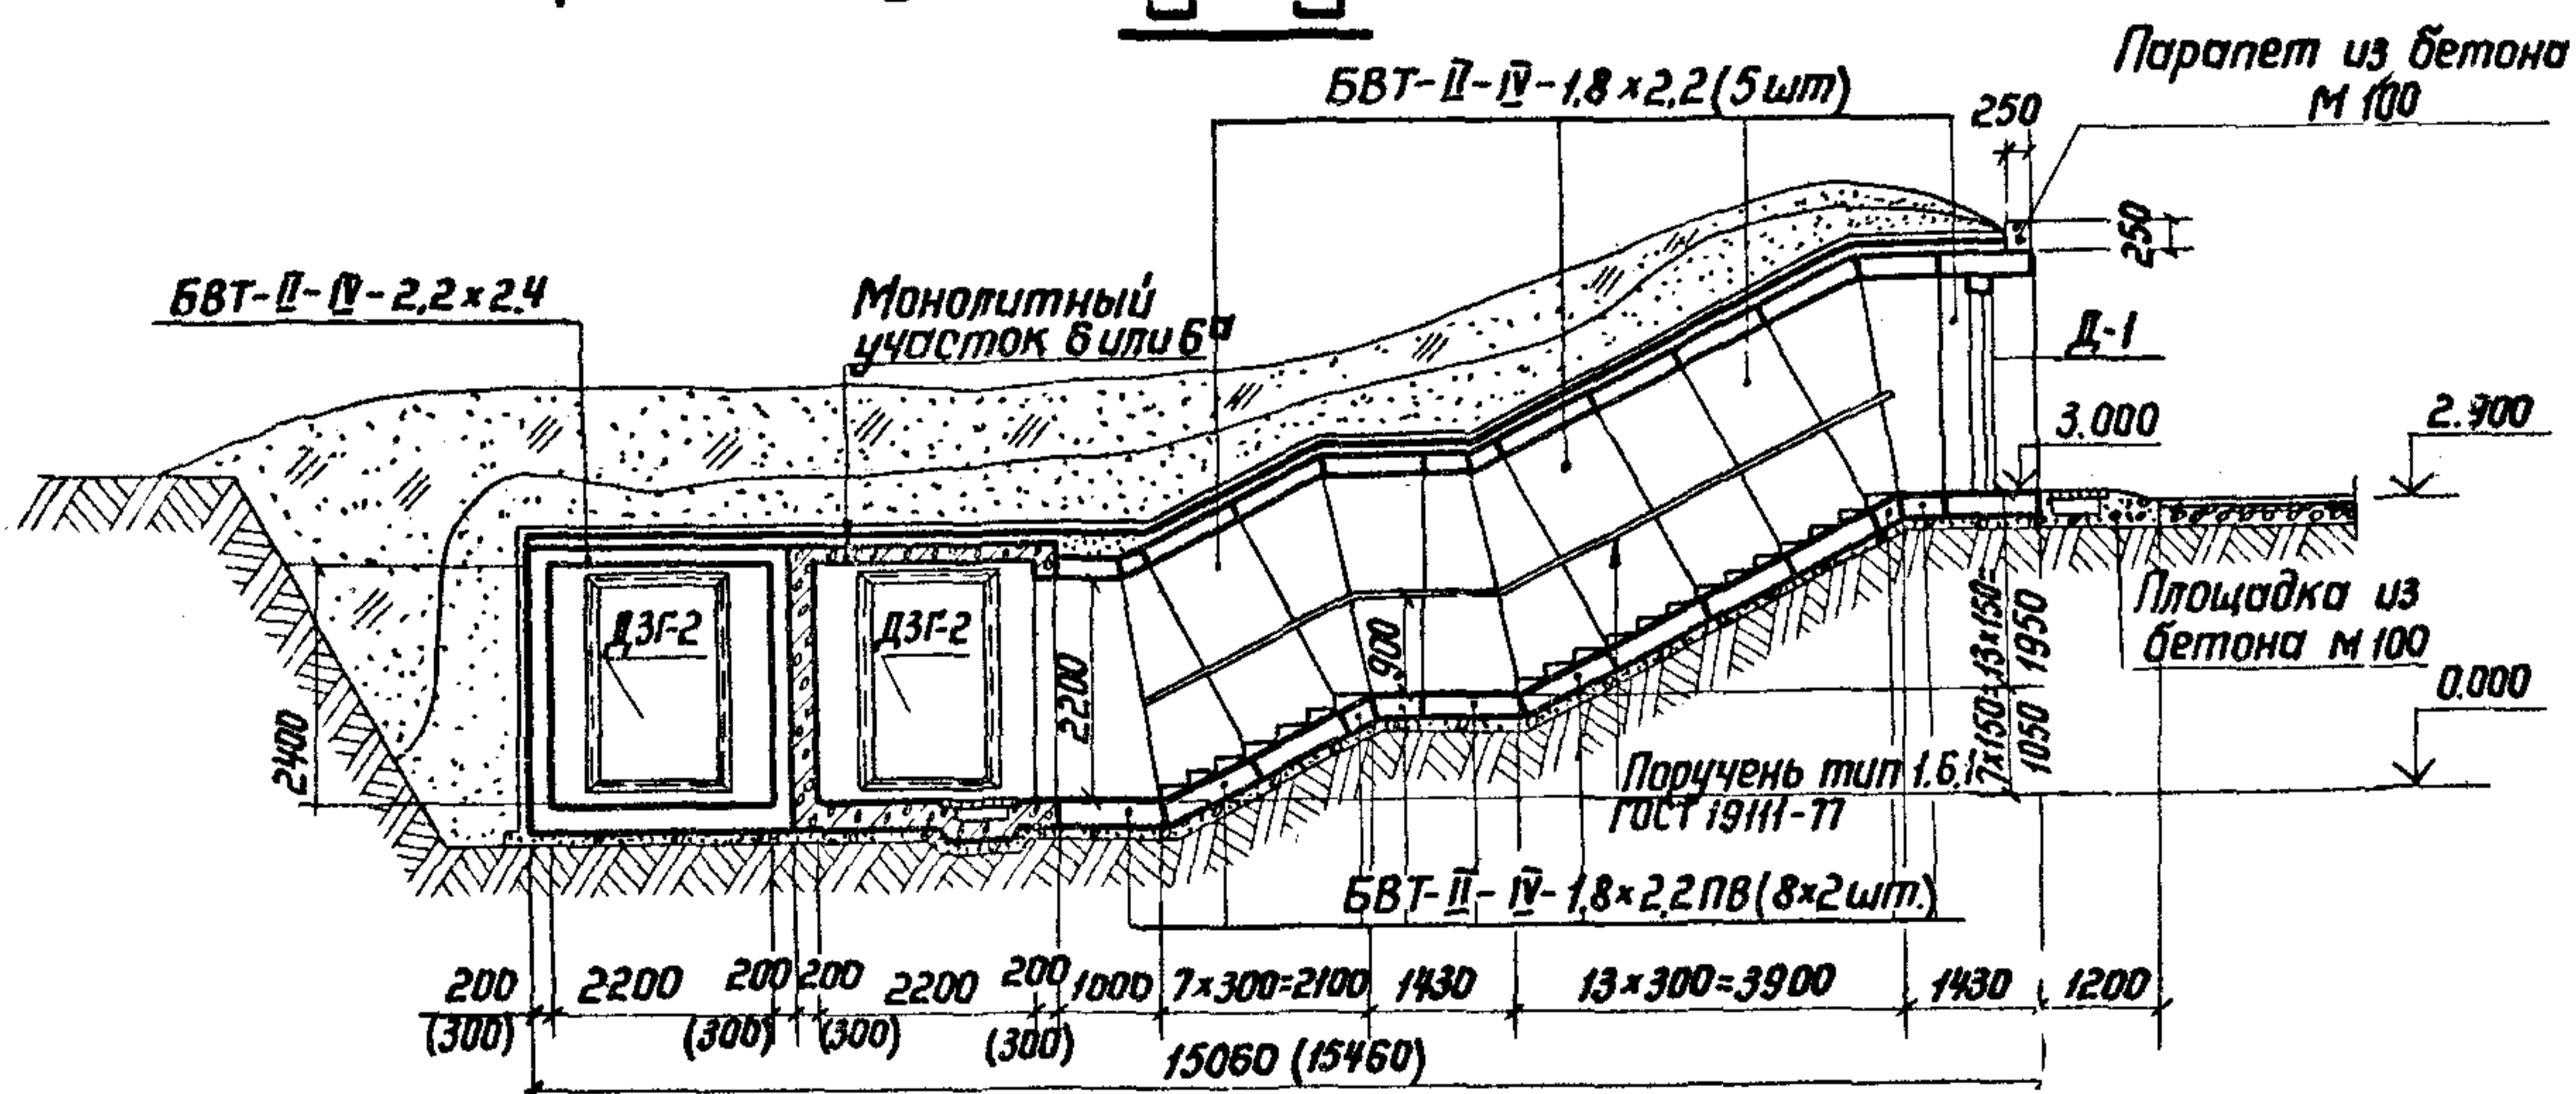 БВТ-II-IV-1,8×2,2(5шт)
Парапет из бетона
М 100
250
250
БВТ-II-IV-2,2×2,4
Монолитный
участок 6 или 6а
Д-1
3.000
2.900
ДЗГ-2
ДЗГ-2
2400
2200
900
7×150= 13×150=
1050 1950
Площадка из
бетона М 100
0.000
Поручень тип 1.6.1
ГОСТ 19111-77
БВТ-II-IV-1,8×2,2ПВ(8×2шт.)
200 2200 200 200 2200 200 1000 7×300=2100 1430 13×300=3900 1430 1200
(300) (300) (300) (300)
15060 (15460)